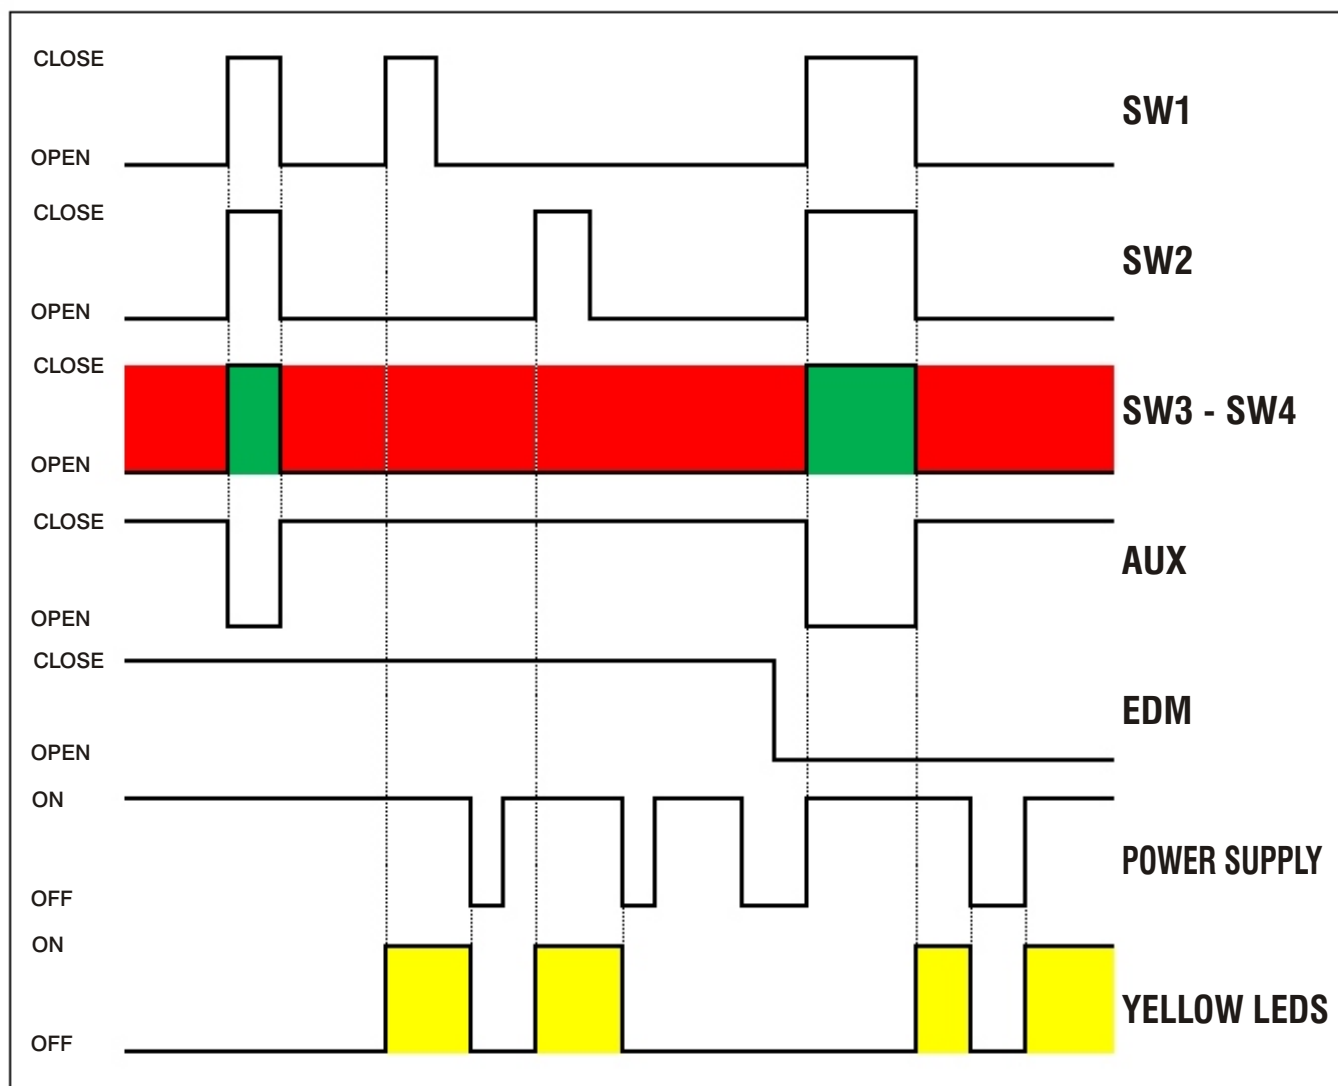 CLOSE
OPEN
SW1
CLOSE
OPEN
SW2
CLOSE
OPEN
SW3 - SW4
CLOSE
OPEN
AUX
CLOSE
OPEN
EDM
ON
OFF
POWER SUPPLY
ON
OFF
YELLOW LEDS